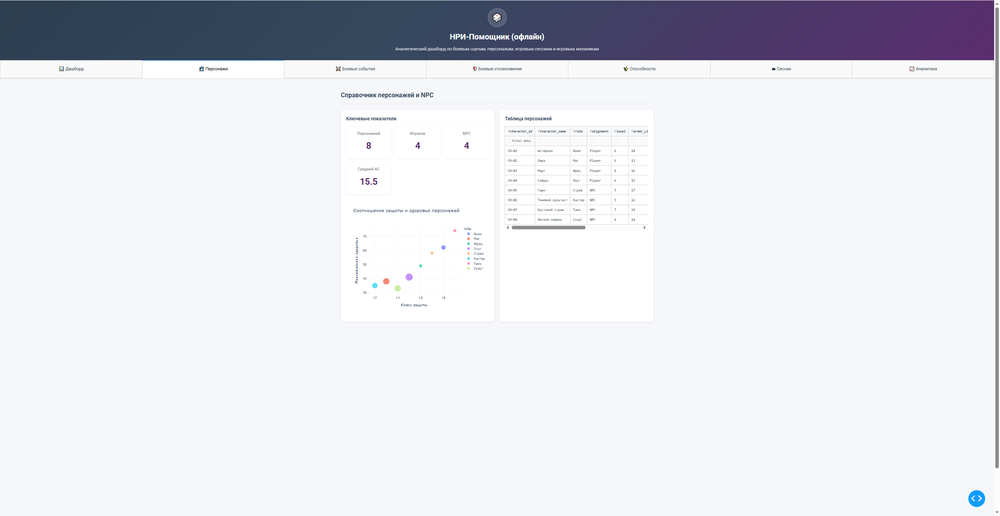 НРИ-Помощник (офлайн)
Аналитический дашборд по боевым сценам, персонажам, игровым сессиям и игровым механикам
Дашборд
Персонажи
Боевые события
Боевые столкновения
Способности
Сессии
Аналитика
Справочник персонажей и NPC
Ключевые показатели
Персонажей
8
Игроков
4
NPC
4
Средний AC
15.5
Соотношение защиты и здоровья персонажей
Максимальное здоровье
70
60
50
40
30
12 14 16 18
Класс защиты
role
Воин
Маг
Жрец
Плут
Страж
Кастер
Танк
Скаут
Таблица персонажей
character_id character_name role alignment level armor_cl
filter data.
CH-01 Астерион Воин Player 6 18
CH-02 Лира Маг Player 6 13
CH-03 Мирт Жрец Player 6 16
CH-04 Сайрус Плут Player 6 15
CH-05 Гарн Страж NPC 5 17
CH-06 Теневой культист Кастер NPC 5 12
CH-07 Костяной страж Танк NPC 7 19
CH-08 Лесной хищник Скаут NPC 4 14